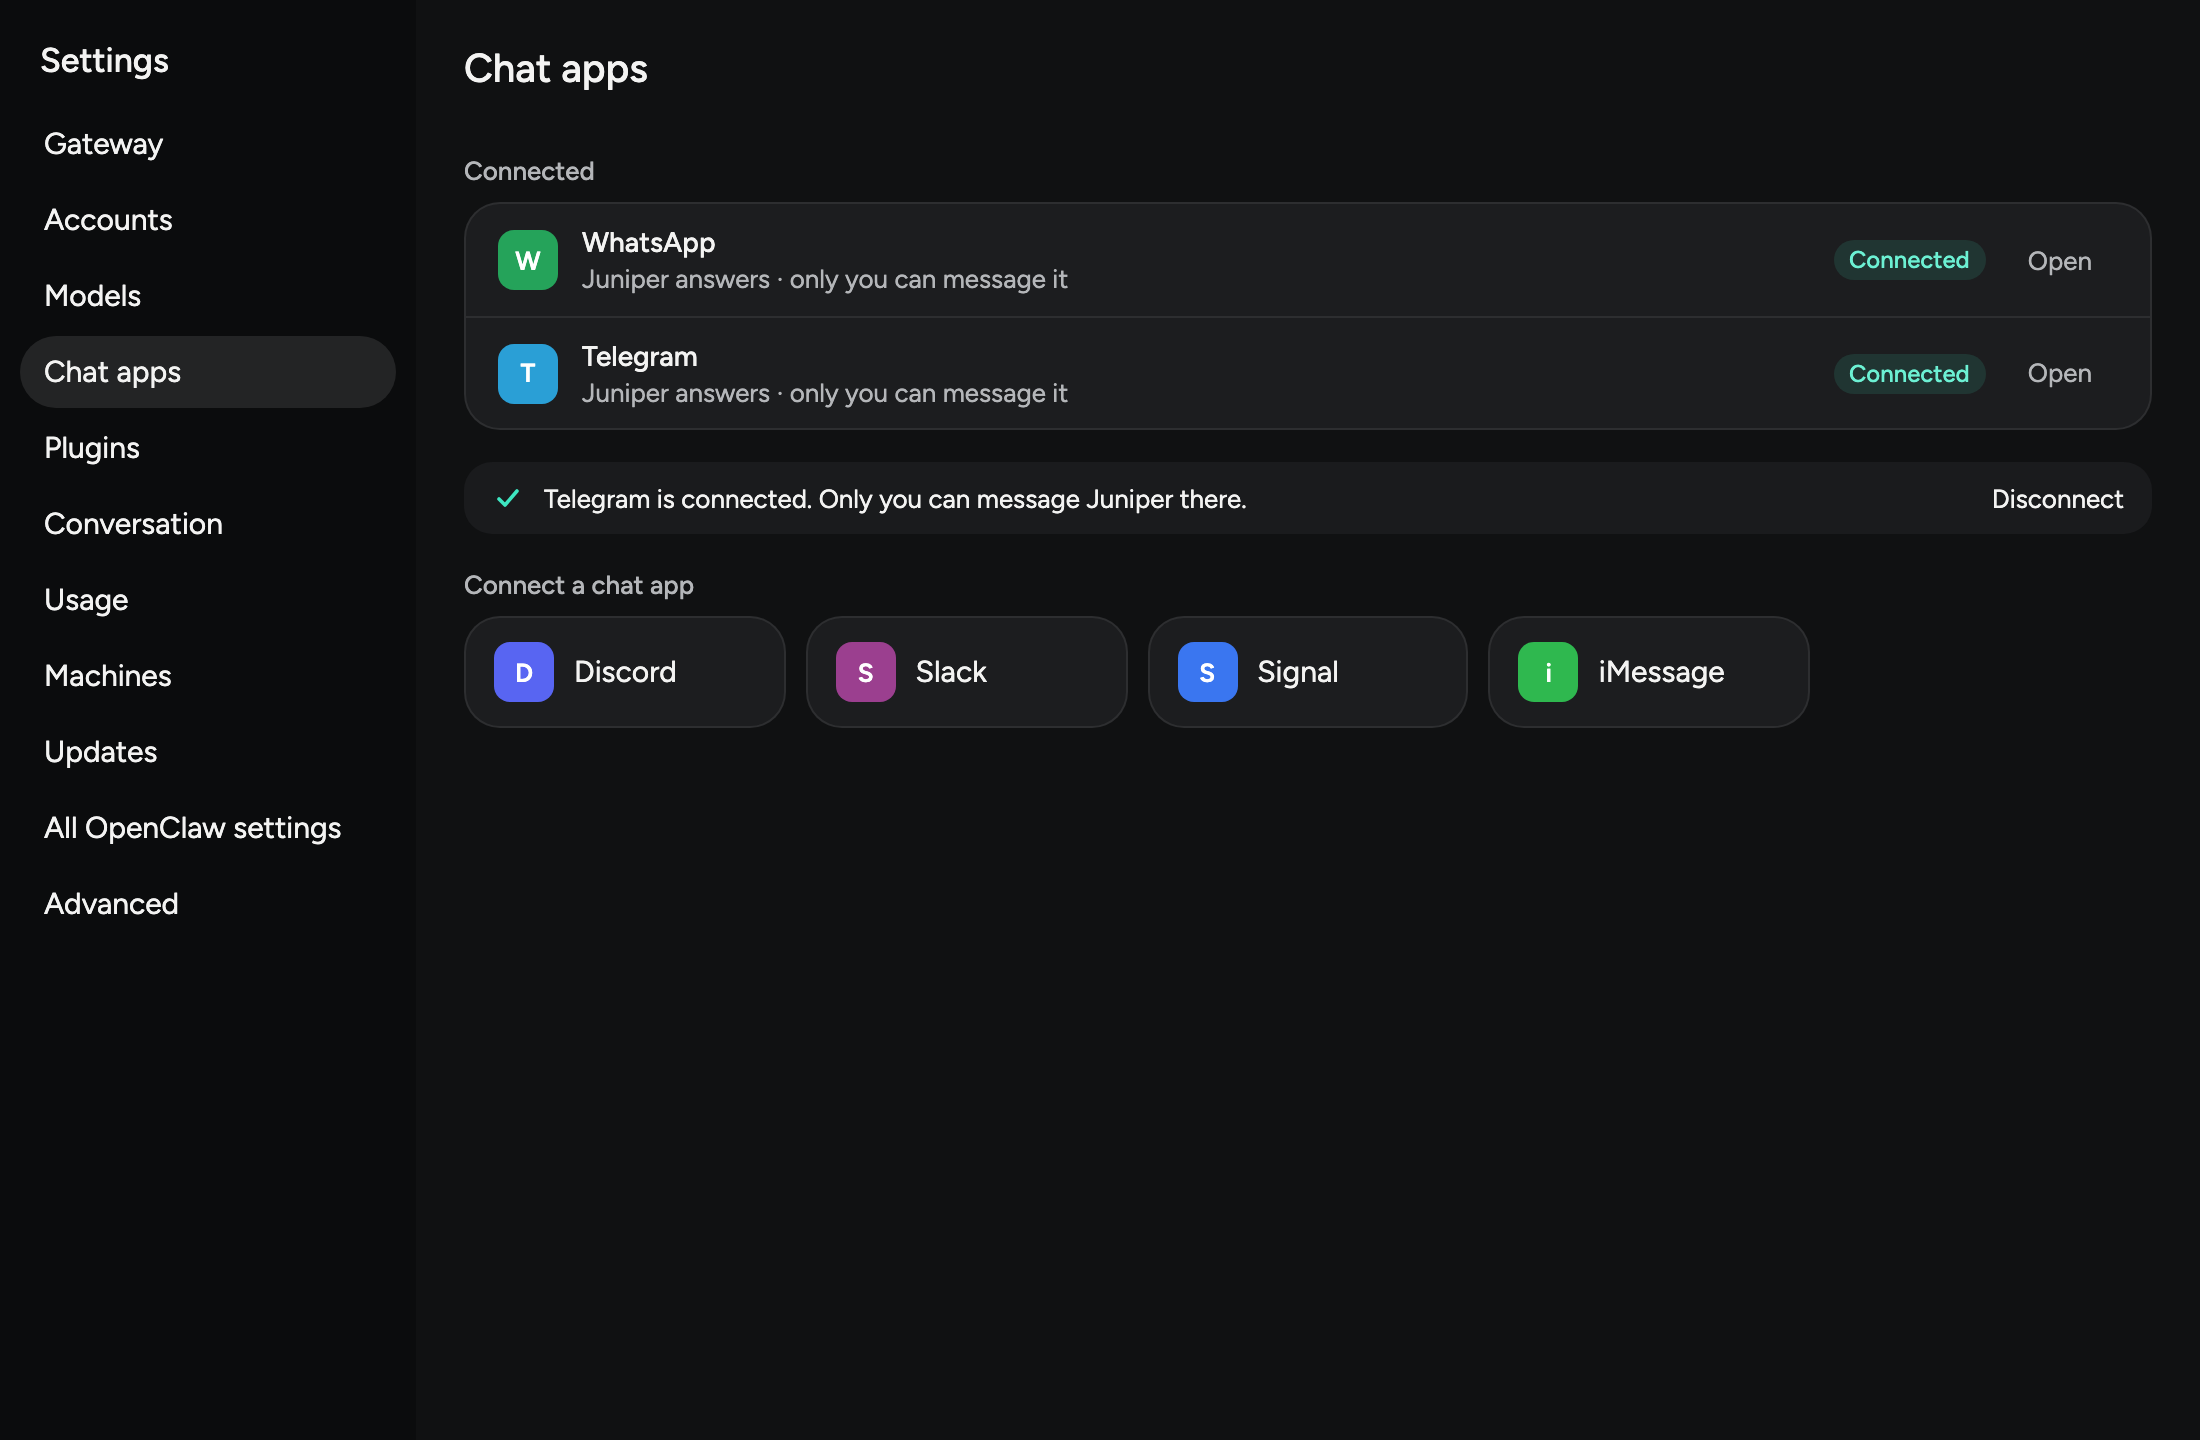 Settings
Gateway
Accounts
Models
Chat apps
Plugins
Conversation
Usage
Machines
Updates
All OpenClaw settings
Advanced
Chat apps
Connected
W
WhatsApp
Juniper answers · only you can message it
Connected
Open
T
Telegram
Juniper answers · only you can message it
Connected
Open
Telegram is connected. Only you can message Juniper there.
Disconnect
Connect a chat app
D
Discord
S
Slack
S
Signal
i
iMessage